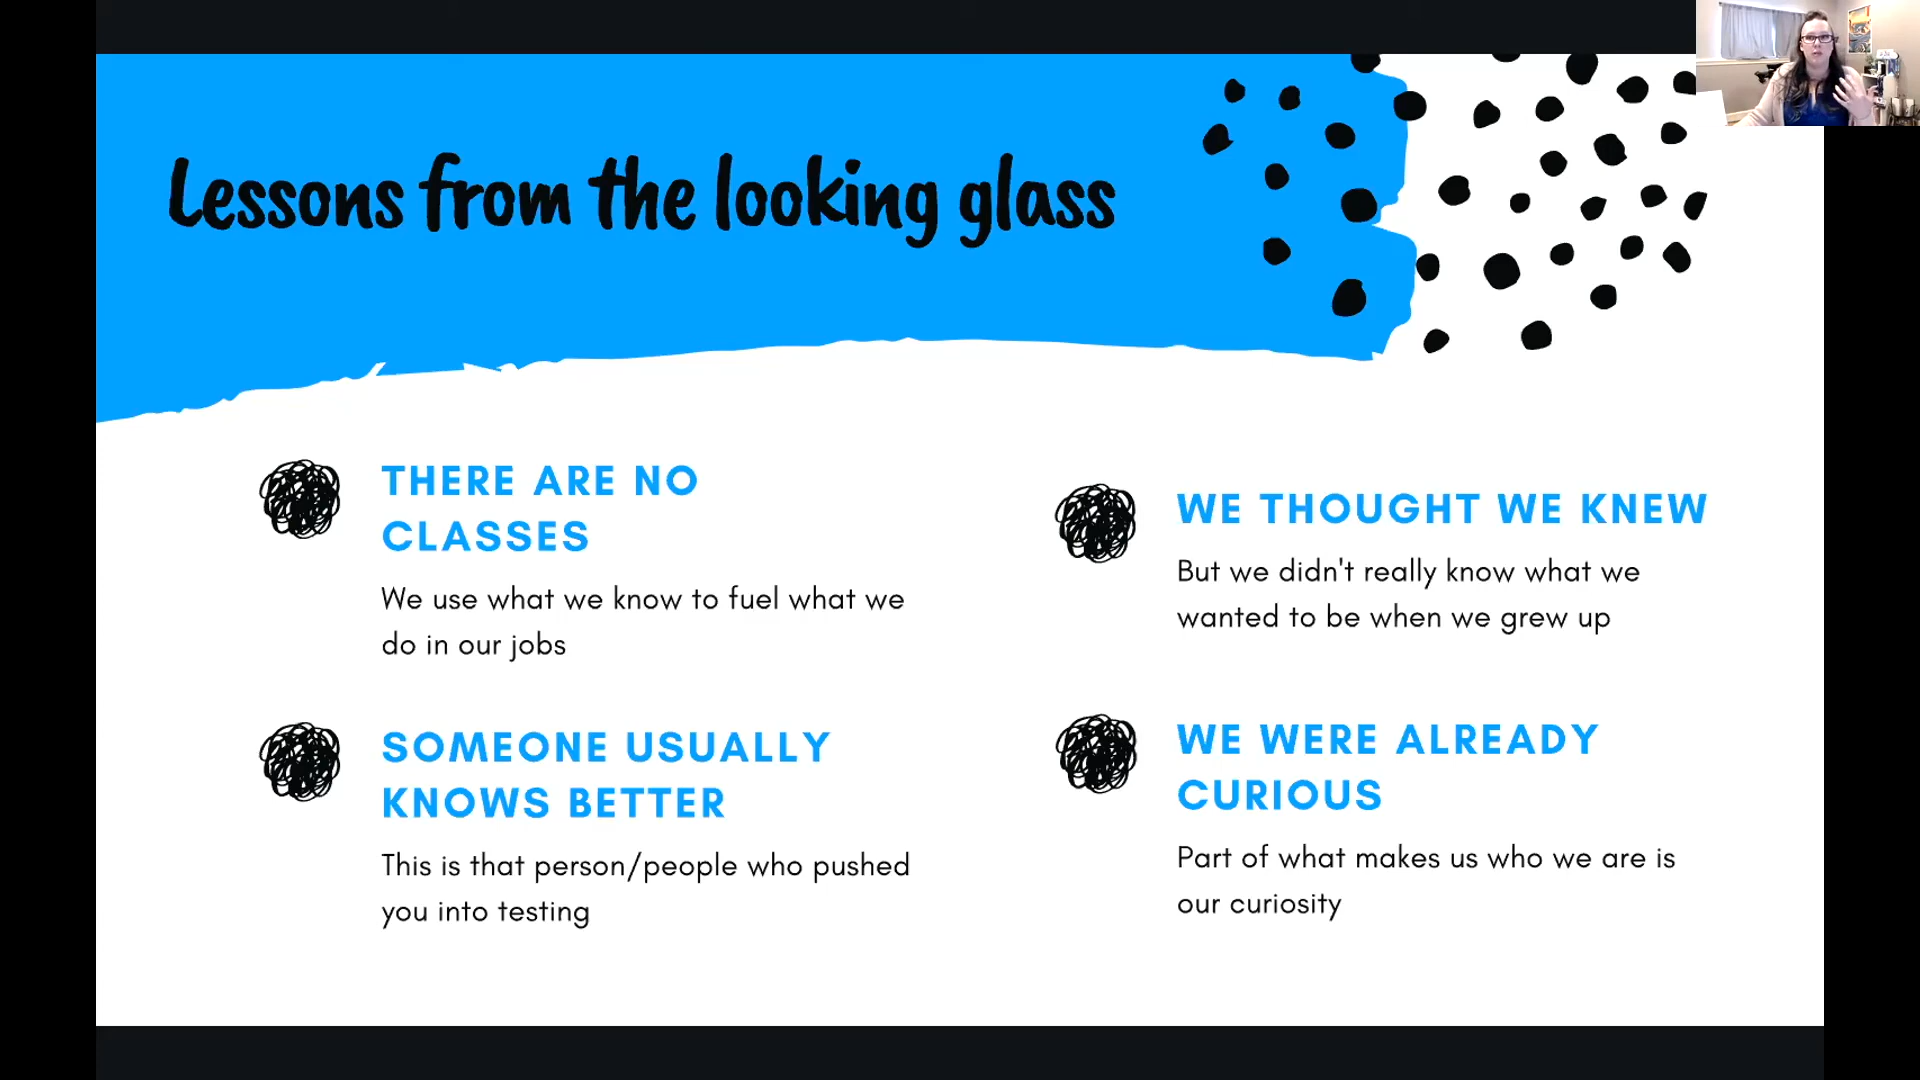 Lessons from the looking glass
THERE ARE NO
CLASSES
We use what we know to fuel what we
do in our jobs
WE THOUGHT WE KNEW
But we didn't really know what we
wanted to be when we grew up
SOMEONE USUALLY
KNOWS BETTER
This is that person/people who pushed
you into testing
WE WERE ALREADY
CURIOUS
Part of what makes us who we are is
our curiosity